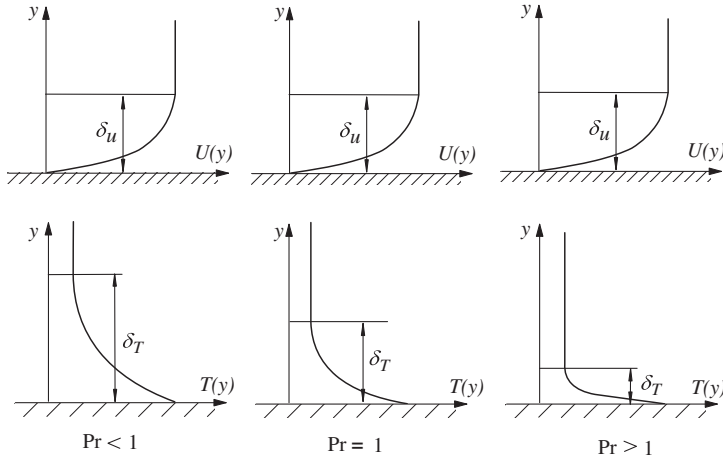 y y y
δu δu δu
U(y) U(y) U(y)
y y y
δT δT δT
T(y) T(y) T(y)
Pr < 1 Pr = 1 Pr > 1